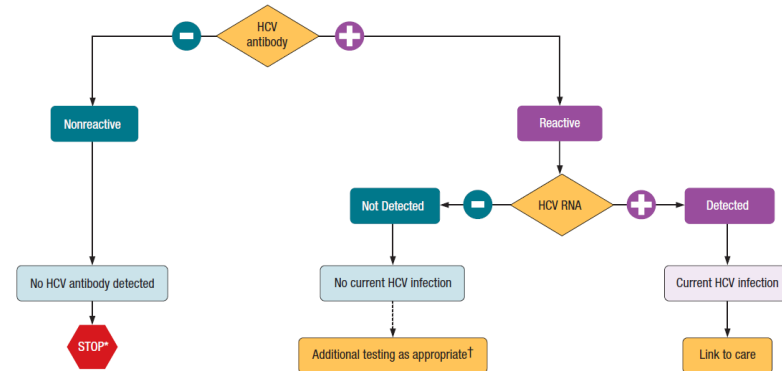 HCV
antibody
Nonreactive
Reactive
Not Detected
HCV RNA
Detected
No HCV antibody detected
No current HCV infection
Current HCV infection
STOP*
Additional testing as appropriate†
Link to care